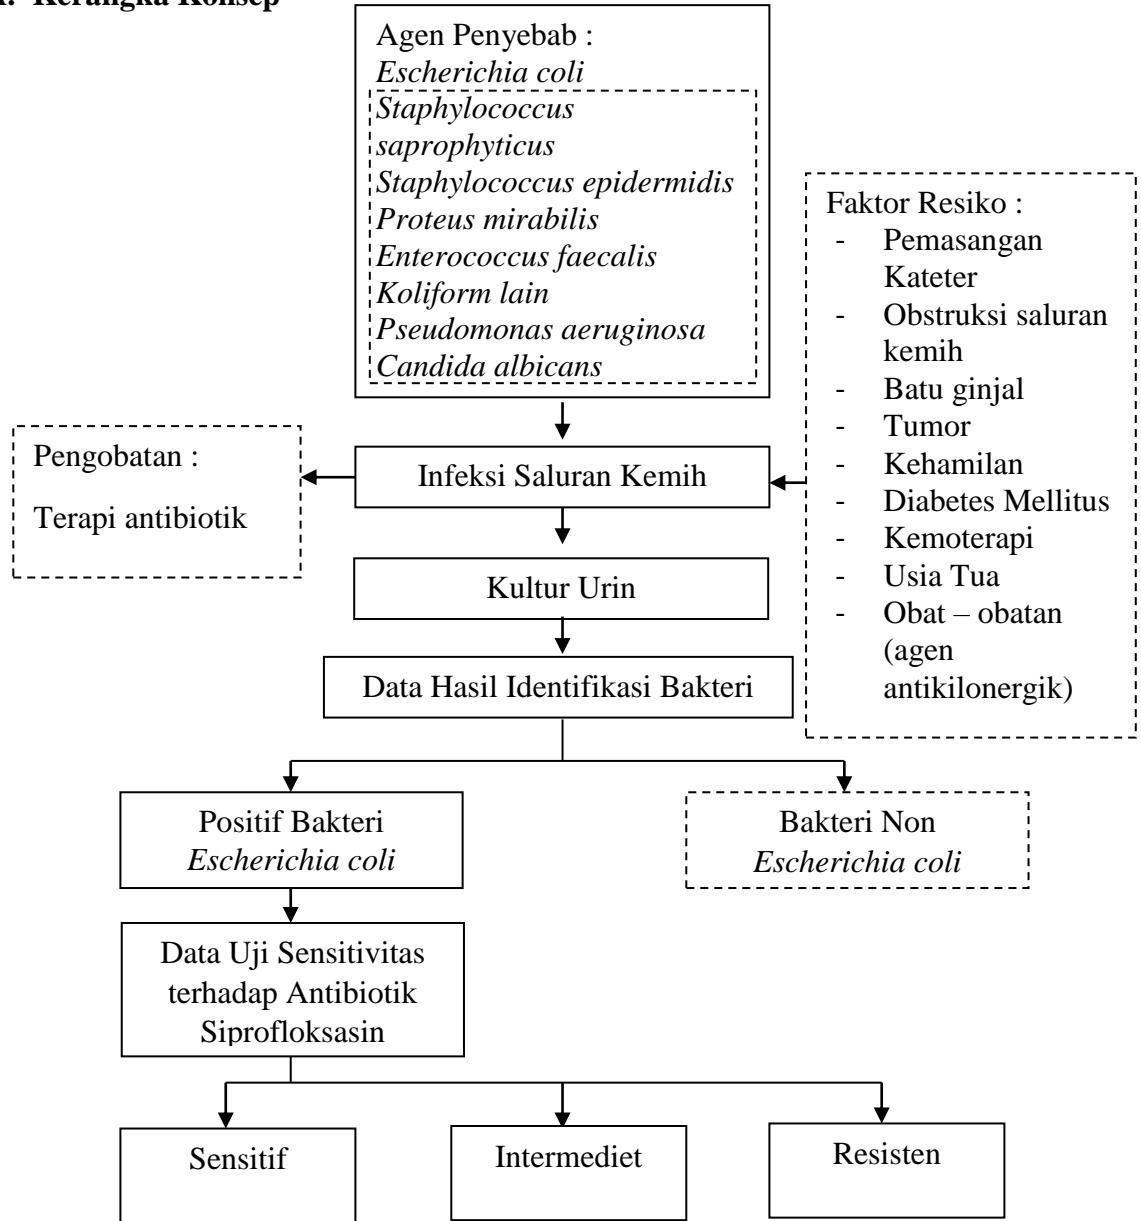 Kerangka Konsep
Agen Penyebab :
Escherichia coli
Staphylococcus
saprophyticus
Staphylococcus epidermidis
Proteus mirabilis
Enterococcus faecalis
Koliform lain
Pseudomonas aeruginosa
Candida albicans
Faktor Resiko :
- Pemasangan
Kateter
- Obstruksi saluran
kemih
- Batu ginjal
- Tumor
- Kehamilan
- Diabetes Mellitus
- Kemoterapi
- Usia Tua
- Obat – obatan
(agen
antikilonergik)
Pengobatan :
Terapi antibiotik
Infeksi Saluran Kemih
Kultur Urin
Data Hasil Identifikasi Bakteri
Positif Bakteri
Escherichia coli
Bakteri Non
Escherichia coli
Data Uji Sensitivitas
terhadap Antibiotik
Siprofloksasin
Sensitif
Intermediet
Resisten